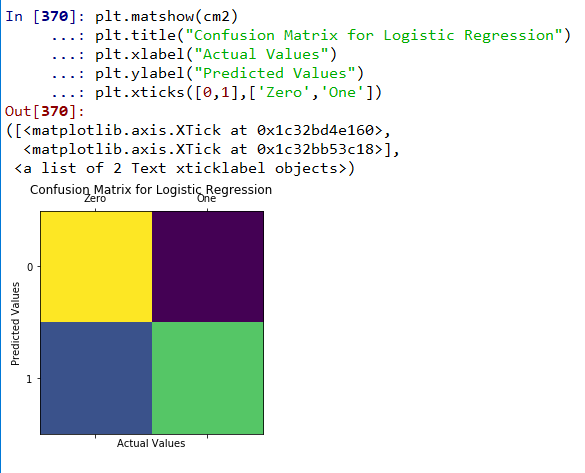 In [370]: plt.matshow(cm2)
...: plt.title("Confusion Matrix for Logistic Regression")
...: plt.xlabel("Actual Values")
...: plt.ylabel("Predicted Values")
...: plt.xticks([0,1],['Zero','One'])
Out[370]:
([<matplotlib.axis.XTick at 0x1c32bd4e160>,
<matplotlib.axis.XTick at 0x1c32bb53c18>],
<a list of 2 Text xticklabel objects>)
Confusion Matrix for Logistic Regression
Zero One
0
Predicted Values
1
Actual Values